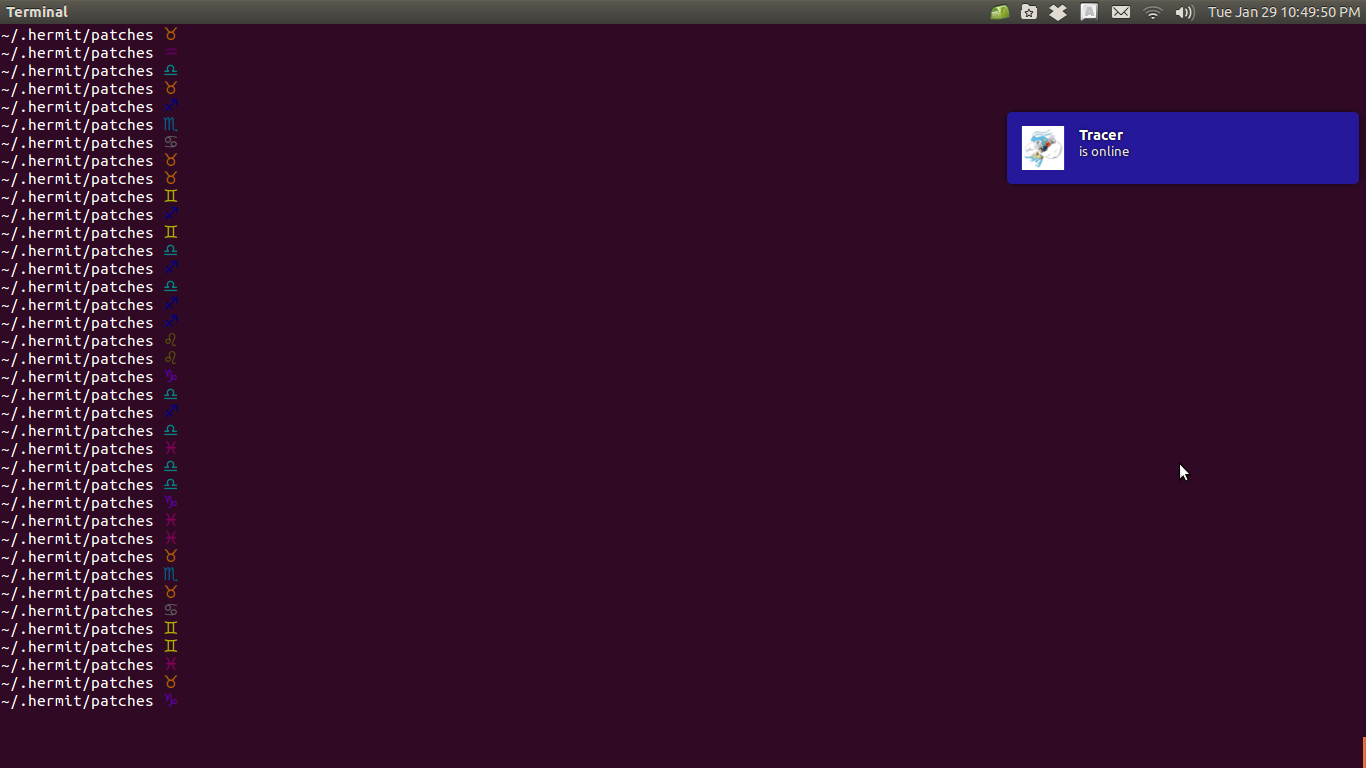 Terminal
A
Tue Jan 29 10:49:50 PM
~/.hermit/patches ♉
~/.hermit/patches ♒
~/.hermit/patches ♎
~/.hermit/patches ♉
~/.hermit/patches ♐
~/.hermit/patches ♏
~/.hermit/patches ♋
~/.hermit/patches ♉
~/.hermit/patches ♉
~/.hermit/patches ♊
~/.hermit/patches ♐
~/.hermit/patches ♊
~/.hermit/patches ♎
~/.hermit/patches ♐
~/.hermit/patches ♎
~/.hermit/patches ♐
~/.hermit/patches ♐
~/.hermit/patches ♌
~/.hermit/patches ♌
~/.hermit/patches ♑
~/.hermit/patches ♎
~/.hermit/patches ♐
~/.hermit/patches ♎
~/.hermit/patches ♓
~/.hermit/patches ♎
~/.hermit/patches ♎
~/.hermit/patches ♑
~/.hermit/patches ♓
~/.hermit/patches ♓
~/.hermit/patches ♉
~/.hermit/patches ♏
~/.hermit/patches ♉
~/.hermit/patches ♋
~/.hermit/patches ♊
~/.hermit/patches ♊
~/.hermit/patches ♓
~/.hermit/patches ♉
~/.hermit/patches ♑
Tracer
is online